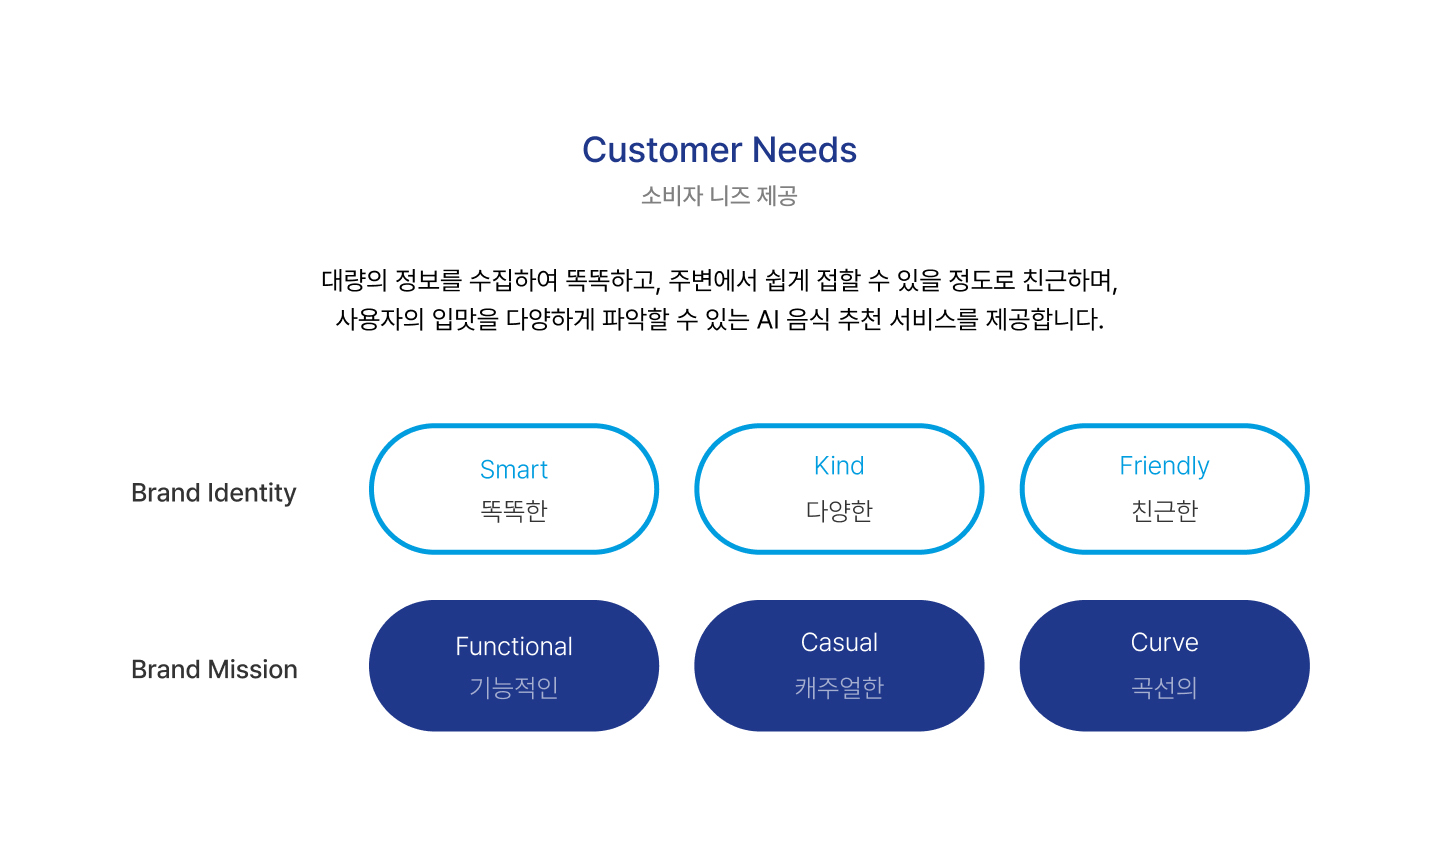 Customer Needs
소비자 니즈 제공
대량의 정보를 수집하여 똑똑하고, 주변에서 쉽게 접할 수 있을 정도로 친근하며,
사용자의 입맛을 다양하게 파악할 수 있는 AI 음식 추천 서비스를 제공합니다.
Brand Identity
Smart
똑똑한
Kind
다양한
Friendly
친근한
Brand Mission
Functional
기능적인
Casual
캐주얼한
Curve
곡선의